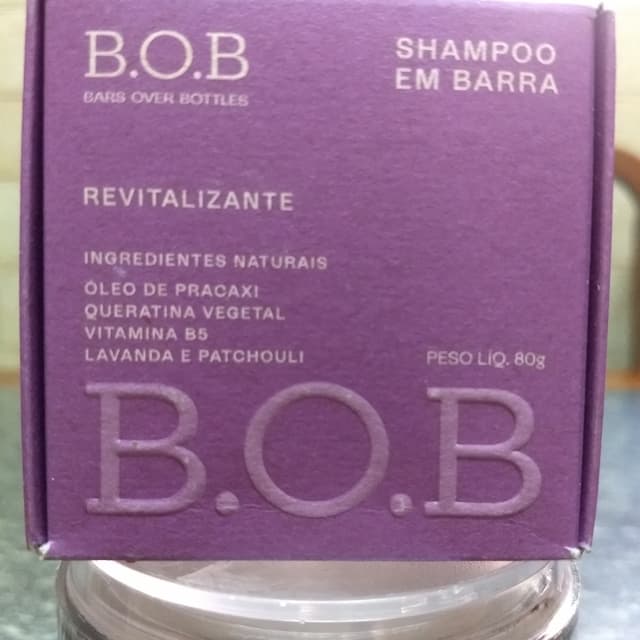 B.O.B
BARS OVER BOTTLES
SHAMPOO
EM BARRA
REVITALIZANTE
INGREDIENTES NATURAIS
ÓLEO DE PRACAXI
QUERATINA VEGETAL
VITAMINA B5
LAVANDA E PATCHOULI
PESO LÍQ. 80g
B.O.B